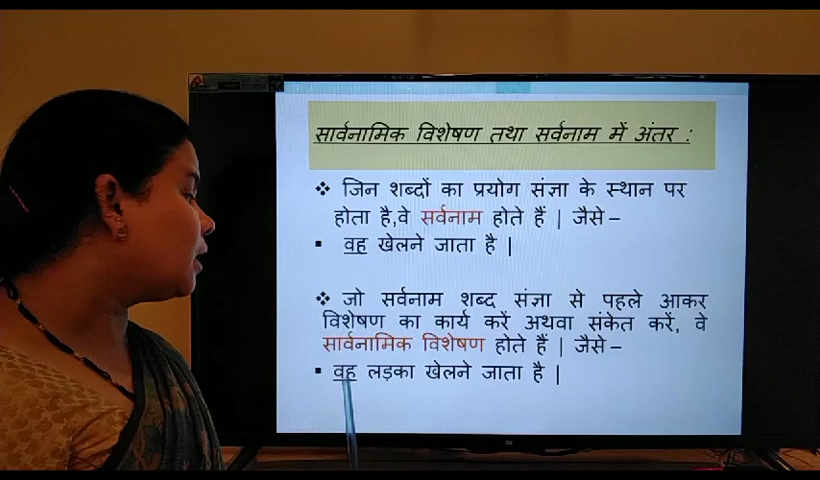 सार्वनामिक विशेषण तथा सर्वनाम में अंतर :
❖ जिन शब्दों का प्रयोग संज्ञा के स्थान पर
होता है,वे सर्वनाम होते हैं | जैसे –
▪ वह खेलने जाता है |
❖ जो सर्वनाम शब्द संज्ञा से पहले आकर
विशेषण का कार्य करें अथवा संकेत करें, वे
सार्वनामिक विशेषण होते हैं | जैसे –
▪ वह लड़का खेलने जाता है |